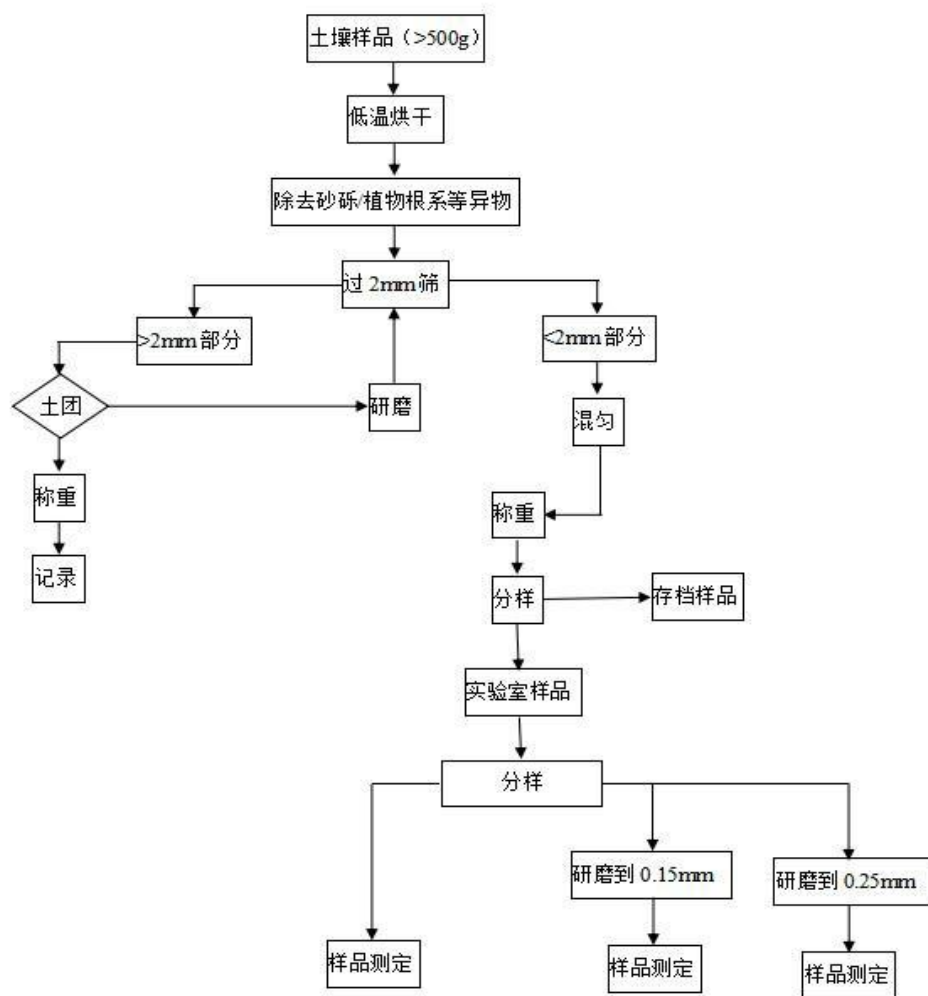 土壤样品（>500g）
低温烘干
除去砂砾/植物根系等异物
过 2mm 筛
>2mm 部分
<2mm 部分
土团
研磨
混匀
称重
称重
记录
分样
存档样品
实验室样品
分样
研磨到 0.15mm
研磨到 0.25mm
样品测定
样品测定
样品测定